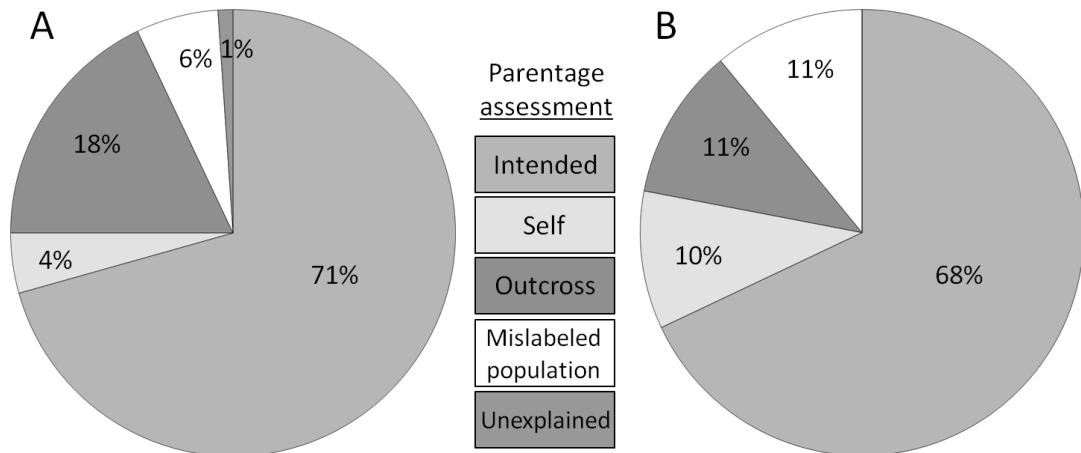 A
6%
1%
18%
4%
71%
Parentage
assessment
Intended
Self
Outcross
Mislabeled
population
Unexplained
B
11%
11%
10%
68%